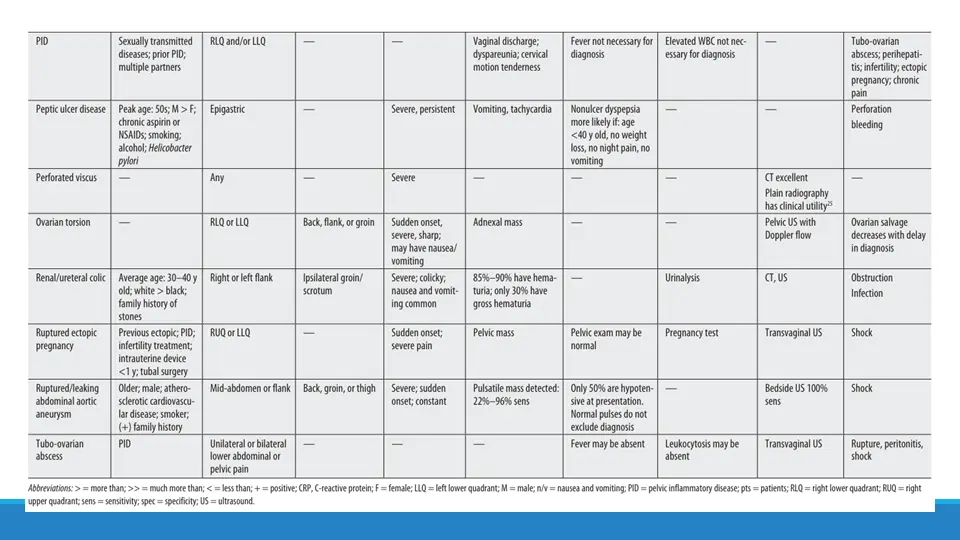 PID
Sexually transmitted
diseases; prior PID;
multiple partners
RLQ and/or LLQ
—
—
Vaginal discharge;
dyspareunia; cervical
motion tenderness
Fever not necessary for
diagnosis
Elevated WBC not nec-
essary for diagnosis
—
Tubo-ovarian
abscess; perihepati-
tis; infertility; ectopic
pregnancy; chronic
pain
Peptic ulcer disease
Peak age: 50s; M > F;
chronic aspirin or
NSAIDs; smoking;
alcohol; Helicobacter
pylori
Epigastric
—
Severe, persistent
Vomiting, tachycardia
Nonulcer dyspepsia
more likely if: age
<40 y old, no weight
loss, no night pain, no
vomiting
—
—
Perforation
bleeding
Perforated viscus
—
Any
—
Severe
—
—
—
CT excellent
Plain radiography
has clinical utility25
—
Ovarian torsion
—
RLQ or LLQ
Back, flank, or groin
Sudden onset,
severe, sharp;
may have nausea/
vomiting
Adnexal mass
—
—
Pelvic US with
Doppler flow
Ovarian salvage
decreases with delay
in diagnosis
Renal/ureteral colic
Average age: 30–40 y
old; white > black;
family history of
stones
Right or left flank
Ipsilateral groin/
scrotum
Severe; colicky;
nausea and vomit-
ing common
85%–90% have hema-
turia; only 30% have
gross hematuria
—
Urinalysis
CT, US
Obstruction
Infection
Ruptured ectopic
pregnancy
Previous ectopic; PID;
infertility treatment;
intrauterine device
<1 y; tubal surgery
RUQ or LLQ
—
Sudden onset;
severe pain
Pelvic mass
Pelvic exam may be
normal
Pregnancy test
Transvaginal US
Shock
Ruptured/leaking
abdominal aortic
aneurysm
Older; male; athero-
sclerotic cardiovascu-
lar disease; smoker;
(+) family history
Mid-abdomen or flank
Back, groin, or thigh
Severe; sudden
onset; constant
Pulsatile mass detected:
22%–96% sens
Only 50% are hypoten-
sive at presentation.
Normal pulses do not
exclude diagnosis
—
Bedside US 100%
sens
Shock
Tubo-ovarian
abscess
PID
Unilateral or bilateral
lower abdominal or
pelvic pain
—
—
—
Fever may be absent
Leukocytosis may be
absent
Transvaginal US
Rupture, peritonitis,
shock
Abbreviations: > = more than; >> = much more than; < = less than; + = positive; CRP, C-reactive protein; F = female; LLQ = left lower quadrant; M = male; n/v = nausea and vomiting; PID = pelvic inflammatory disease; pts = patients; RLQ = right lower quadrant; RUQ = right
upper quadrant; sens = sensitivity; spec = specificity; US = ultrasound.